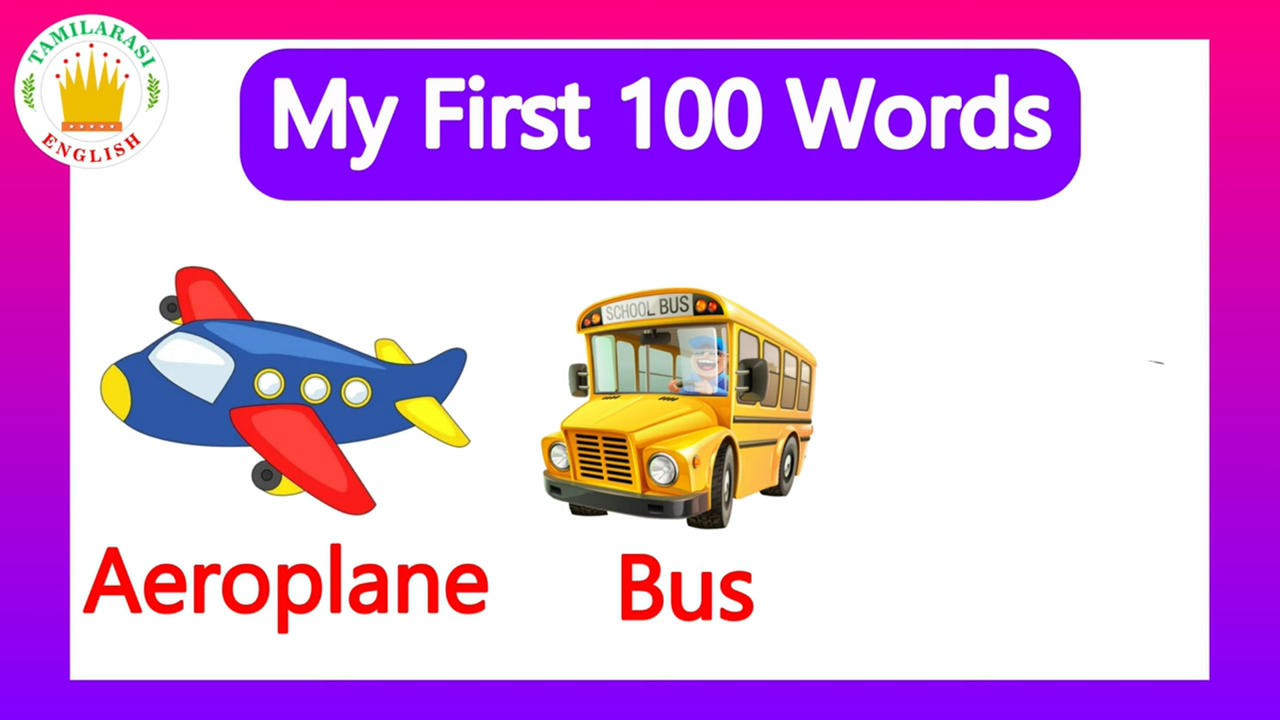 TAMILARASI
ENGLISH
My First 100 Words
SCHOOL BUS
Aeroplane
Bus